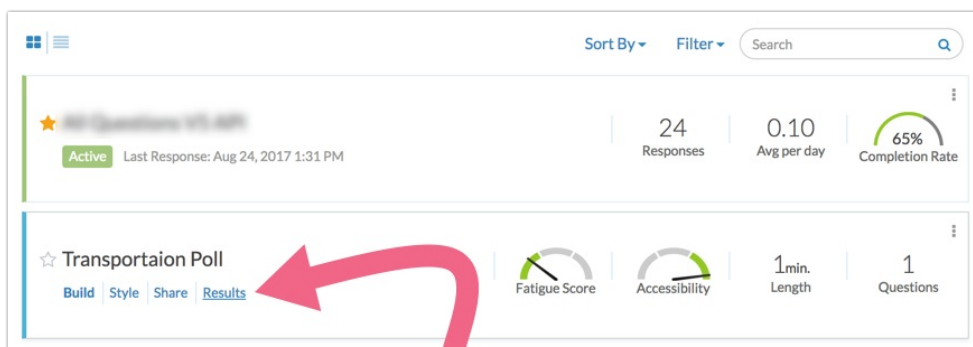 Sort By Filter Search
24 0.10 65%
Active Last Response: Aug 24, 2017 1:31 PM Responses Avg per day Completion Rate
Transportaion Poll
1min. 1
Build Style Share Results Fatigue Score Accessibility Length Questions